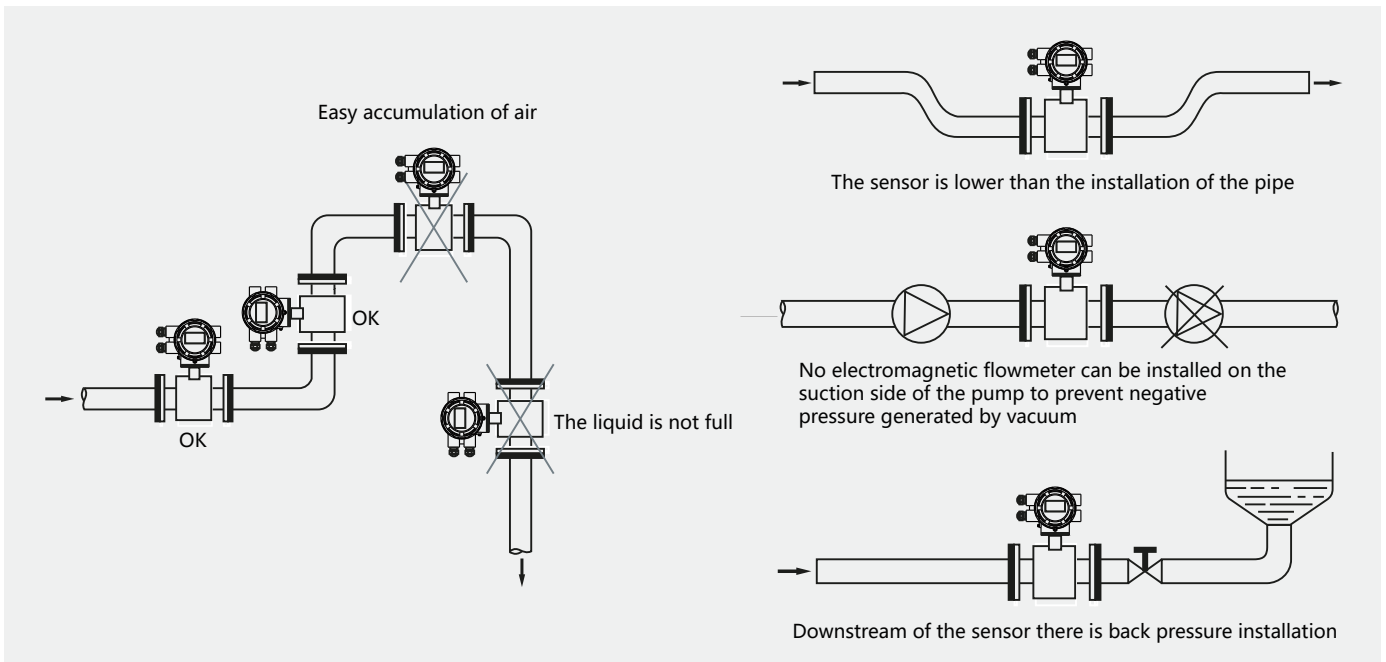 Easy accumulation of air
OK
OK
The liquid is not full
The sensor is lower than the installation of the pipe
No electromagnetic flowmeter can be installed on the
suction side of the pump to prevent negative
pressure generated by vacuum
Downstream of the sensor there is back pressure installation